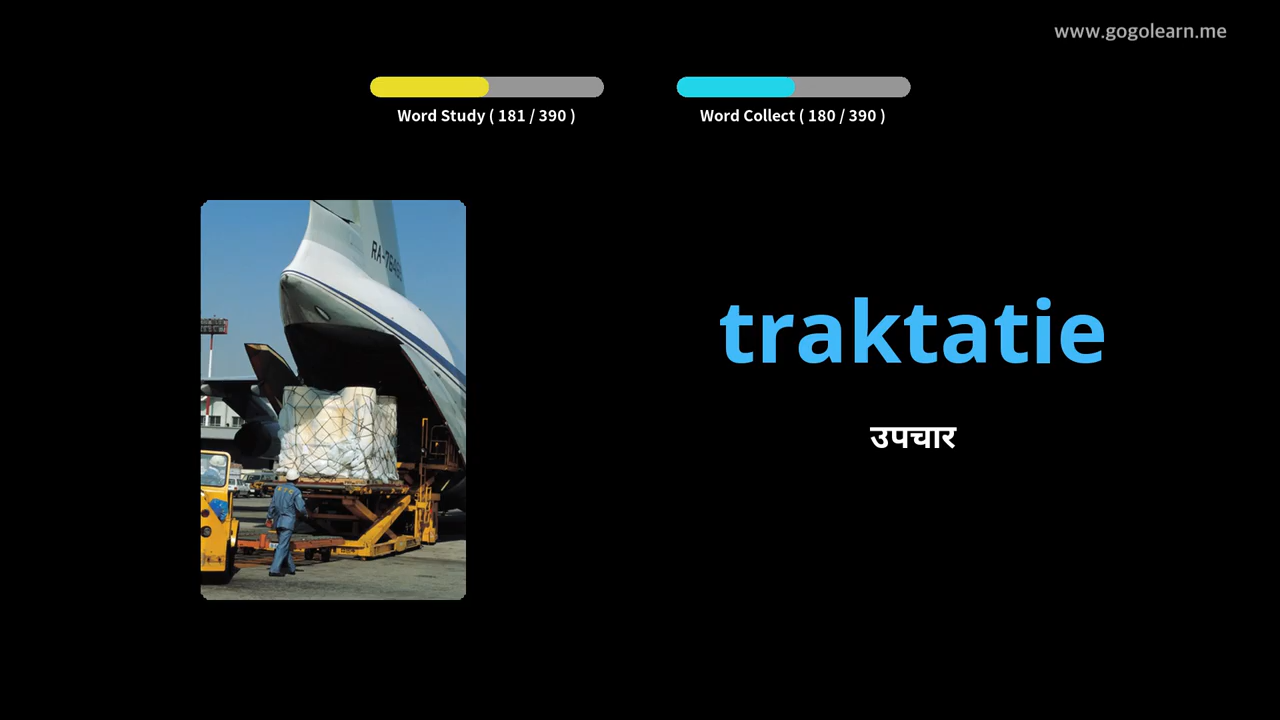 www.gogolearn.me
Word Study ( 181 / 390 )
Word Collect ( 180 / 390 )
traktatie
उपचार